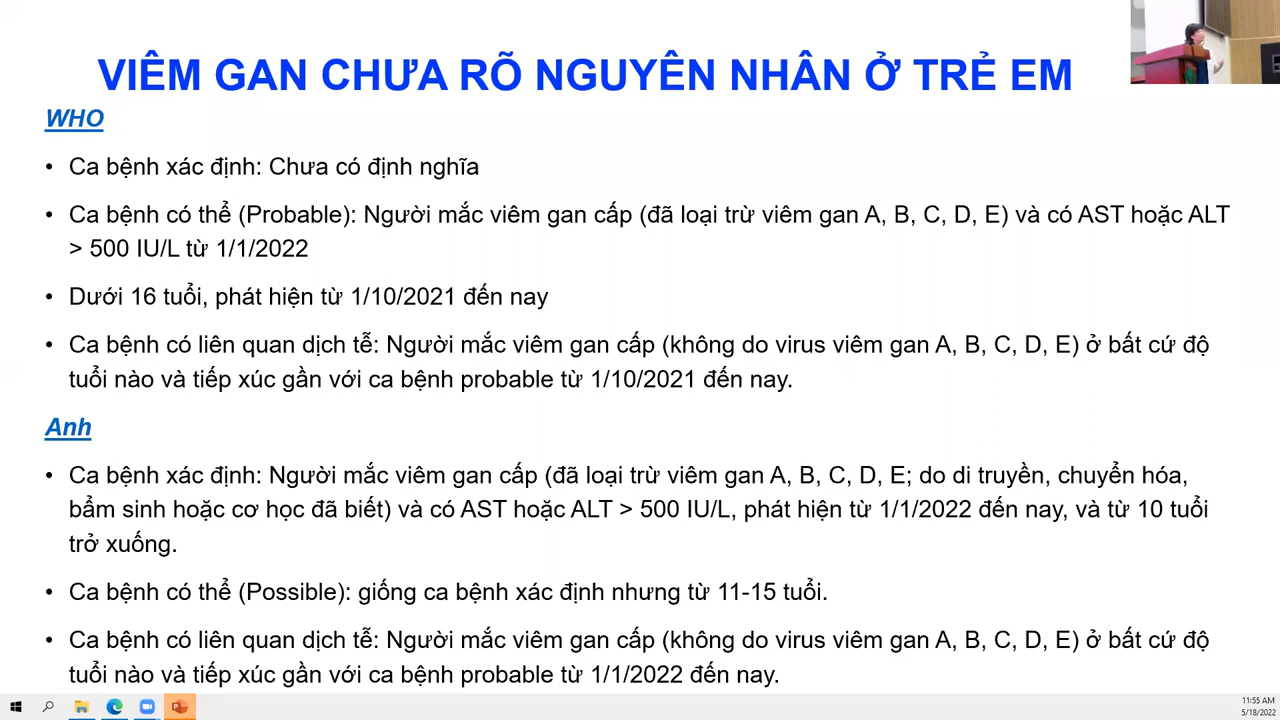 VIÊM GAN CHƯA RÕ NGUYÊN NHÂN Ở TRẺ EM
WHO
• Ca bệnh xác định: Chưa có định nghĩa
• Ca bệnh có thể (Probable): Người mắc viêm gan cấp (đã loại trừ viêm gan A, B, C, D, E) và có AST hoặc ALT
> 500 IU/L từ 1/1/2022
• Dưới 16 tuổi, phát hiện từ 1/10/2021 đến nay
• Ca bệnh có liên quan dịch tễ: Người mắc viêm gan cấp (không do virus viêm gan A, B, C, D, E) ở bất cứ độ
tuổi nào và tiếp xúc gần với ca bệnh probable từ 1/10/2021 đến nay.
Anh
• Ca bệnh xác định: Người mắc viêm gan cấp (đã loại trừ viêm gan A, B, C, D, E; do di truyền, chuyển hóa,
bẩm sinh hoặc cơ học đã biết) và có AST hoặc ALT > 500 IU/L, phát hiện từ 1/1/2022 đến nay, và từ 10 tuổi
trở xuống.
• Ca bệnh có thể (Possible): giống ca bệnh xác định nhưng từ 11-15 tuổi.
• Ca bệnh có liên quan dịch tễ: Người mắc viêm gan cấp (không do virus viêm gan A, B, C, D, E) ở bất cứ độ
tuổi nào và tiếp xúc gần với ca bệnh probable từ 1/1/2022 đến nay.
11:55 AM
5/18/2022